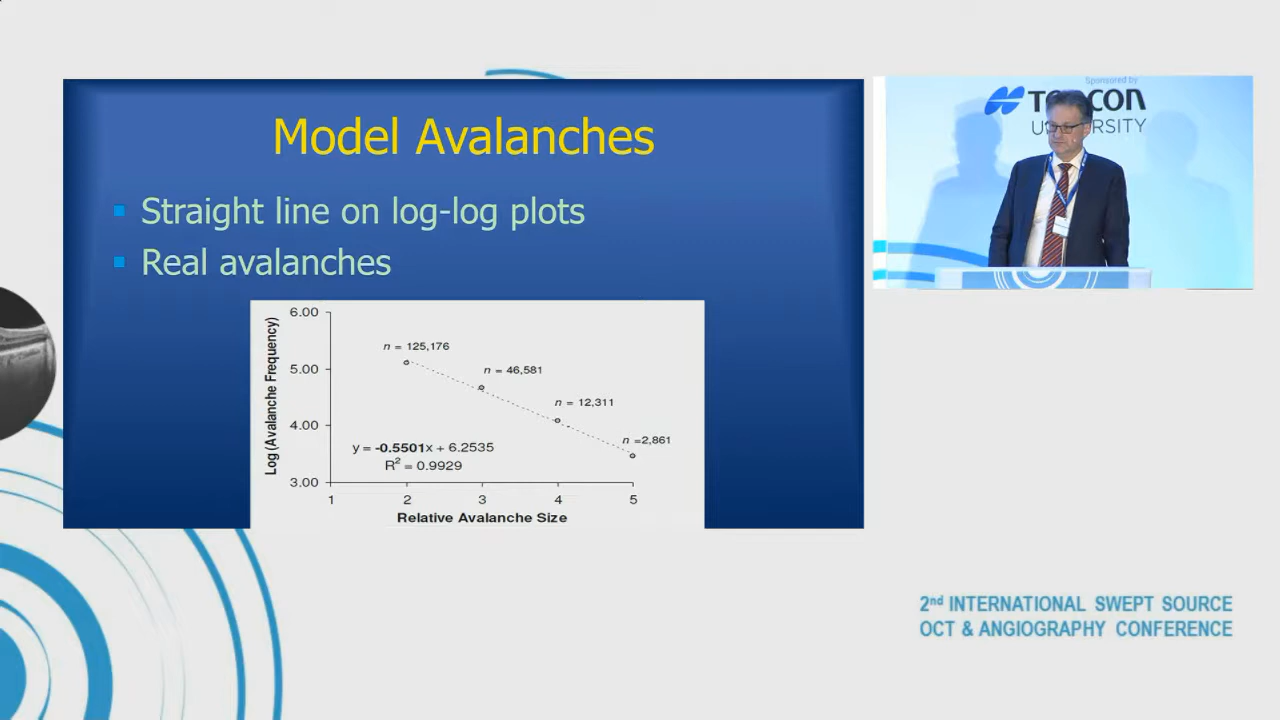 Model Avalanches
Straight line on log-log plots
Real avalanches
Log (Avalanche Frequency)
6.00
5.00
4.00
3.00
n = 125,176
n = 46,581
n = 12,311
n =2,861
y = -0.5501x + 6.2535
R2 = 0.9929
1 2 3 4 5
Relative Avalanche Size
Sponsored by
UNIVERSITY
2nd INTERNATIONAL SWEPT SOURCE
OCT & ANGIOGRAPHY CONFERENCE